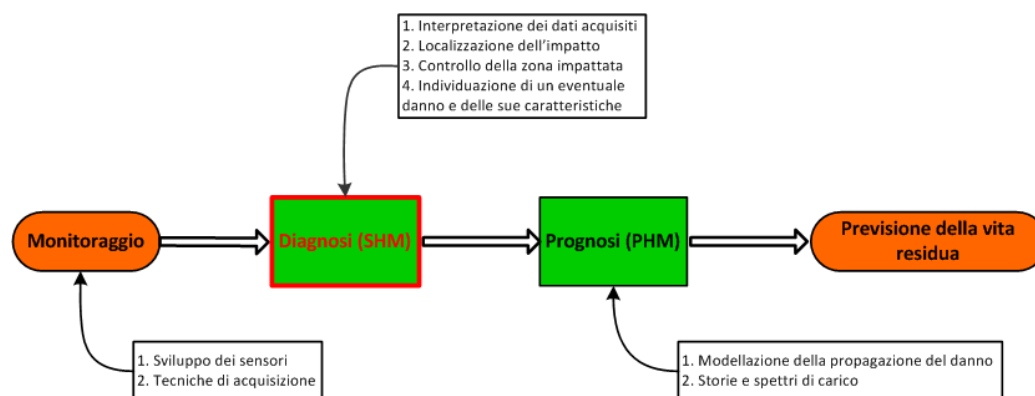 1. Interpretazione dei dati acquisiti
2. Localizzazione dell'impatto
3. Controllo della zona impattata
4. Individuazione di un eventuale
danno e delle sue caratteristiche
Monitoraggio
Diagnosi (SHM)
Prognosi (PHM)
Previsione della vita
residua
1. Sviluppo dei sensori
2. Tecniche di acquisizione
1. Modellazione della propagazione del danno
2. Storie e spettri di carico